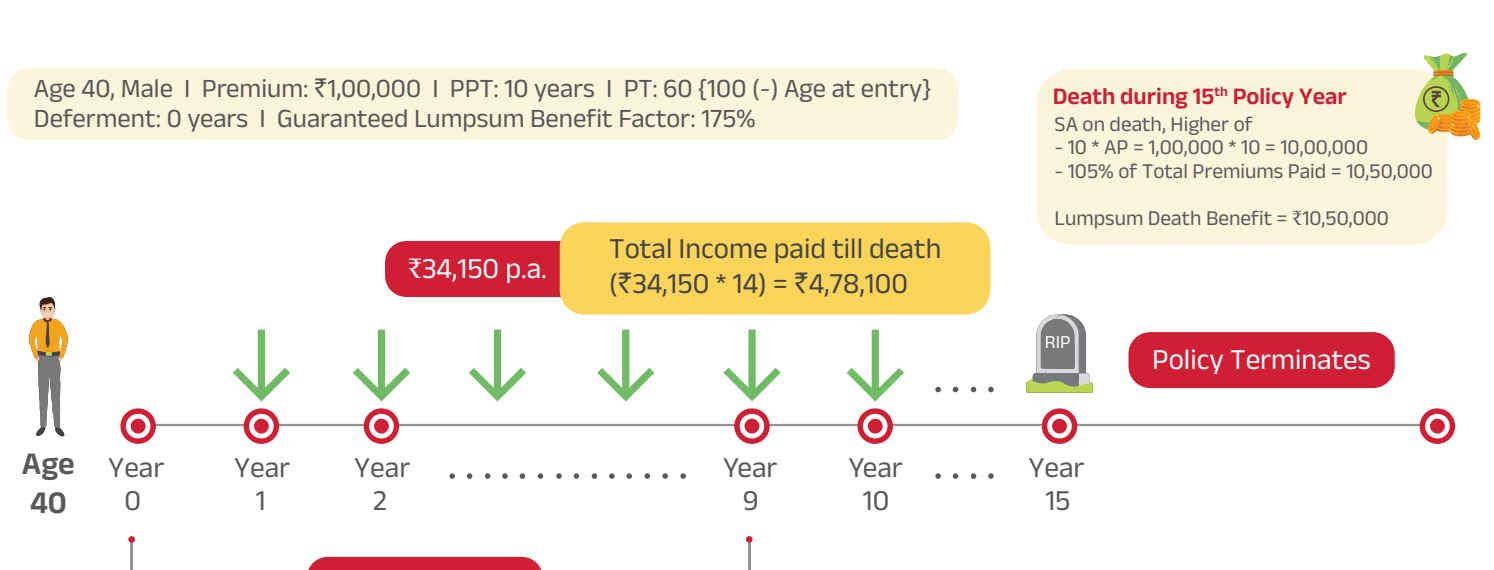 Age 40, Male I Premium: ₹1,00,000 I PPT: 10 years I PT: 60 {100 (-) Age at entry}
Deferment: 0 years I Guaranteed Lumpsum Benefit Factor: 175%
Death during 15th Policy Year
SA on death, Higher of
- 10 * AP = 1,00,000 * 10 = 10,00,000
- 105% of Total Premiums Paid = 10,50,000
Lumpsum Death Benefit = ₹10,50,000
₹
₹34,150 p.a.
Total Income paid till death
(₹34,150 * 14) = ₹4,78,100
RIP
Policy Terminates
. . . .
Age
40
Year
0
Year
1
Year
2
. . . . . . . . . . . . . .
Year
9
Year
10
. . . .
Year
15